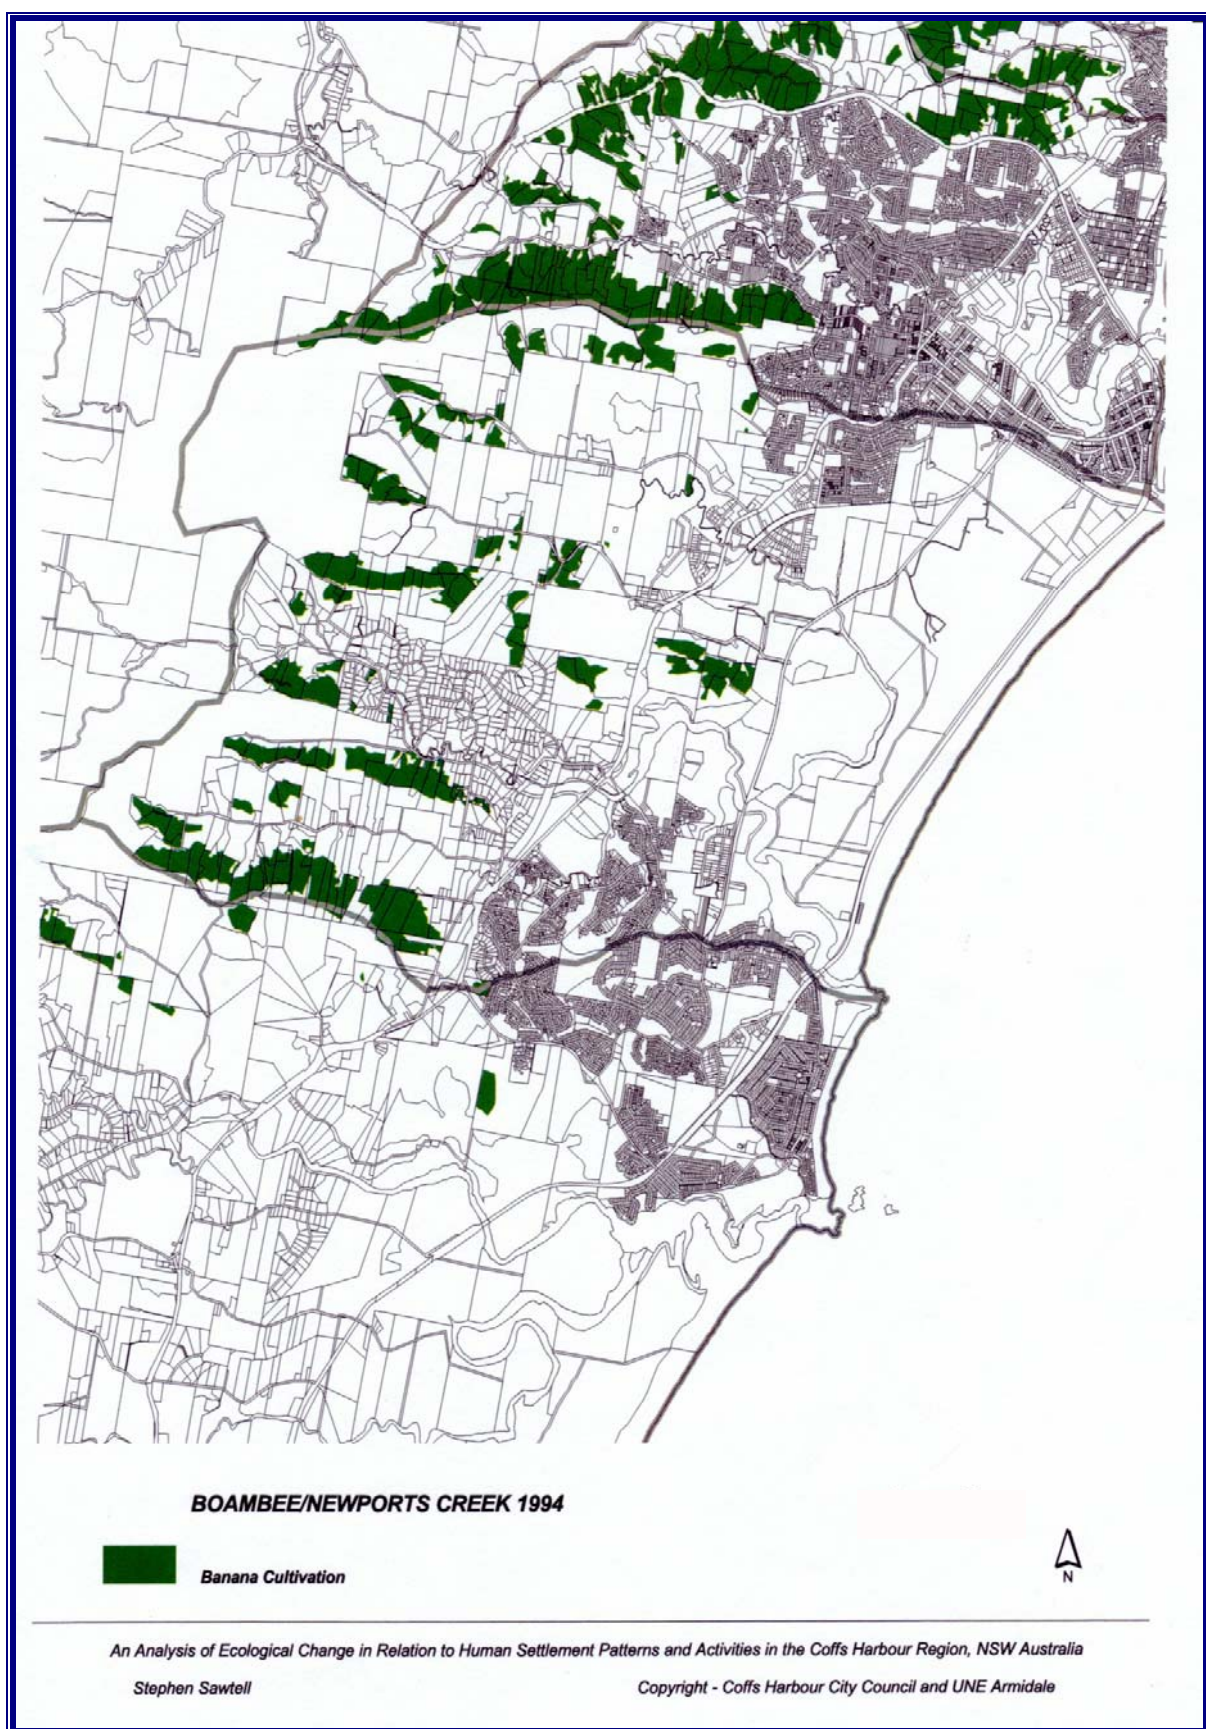 BOAMBEE/NEWPORTS CREEK 1994
Banana Cultivation
N
An Analysis of Ecological Change in Relation to Human Settlement Patterns and Activities in the Coffs Harbour Region, NSW Australia
Stephen Sawtell
Copyright - Coffs Harbour City Council and UNE Armidale